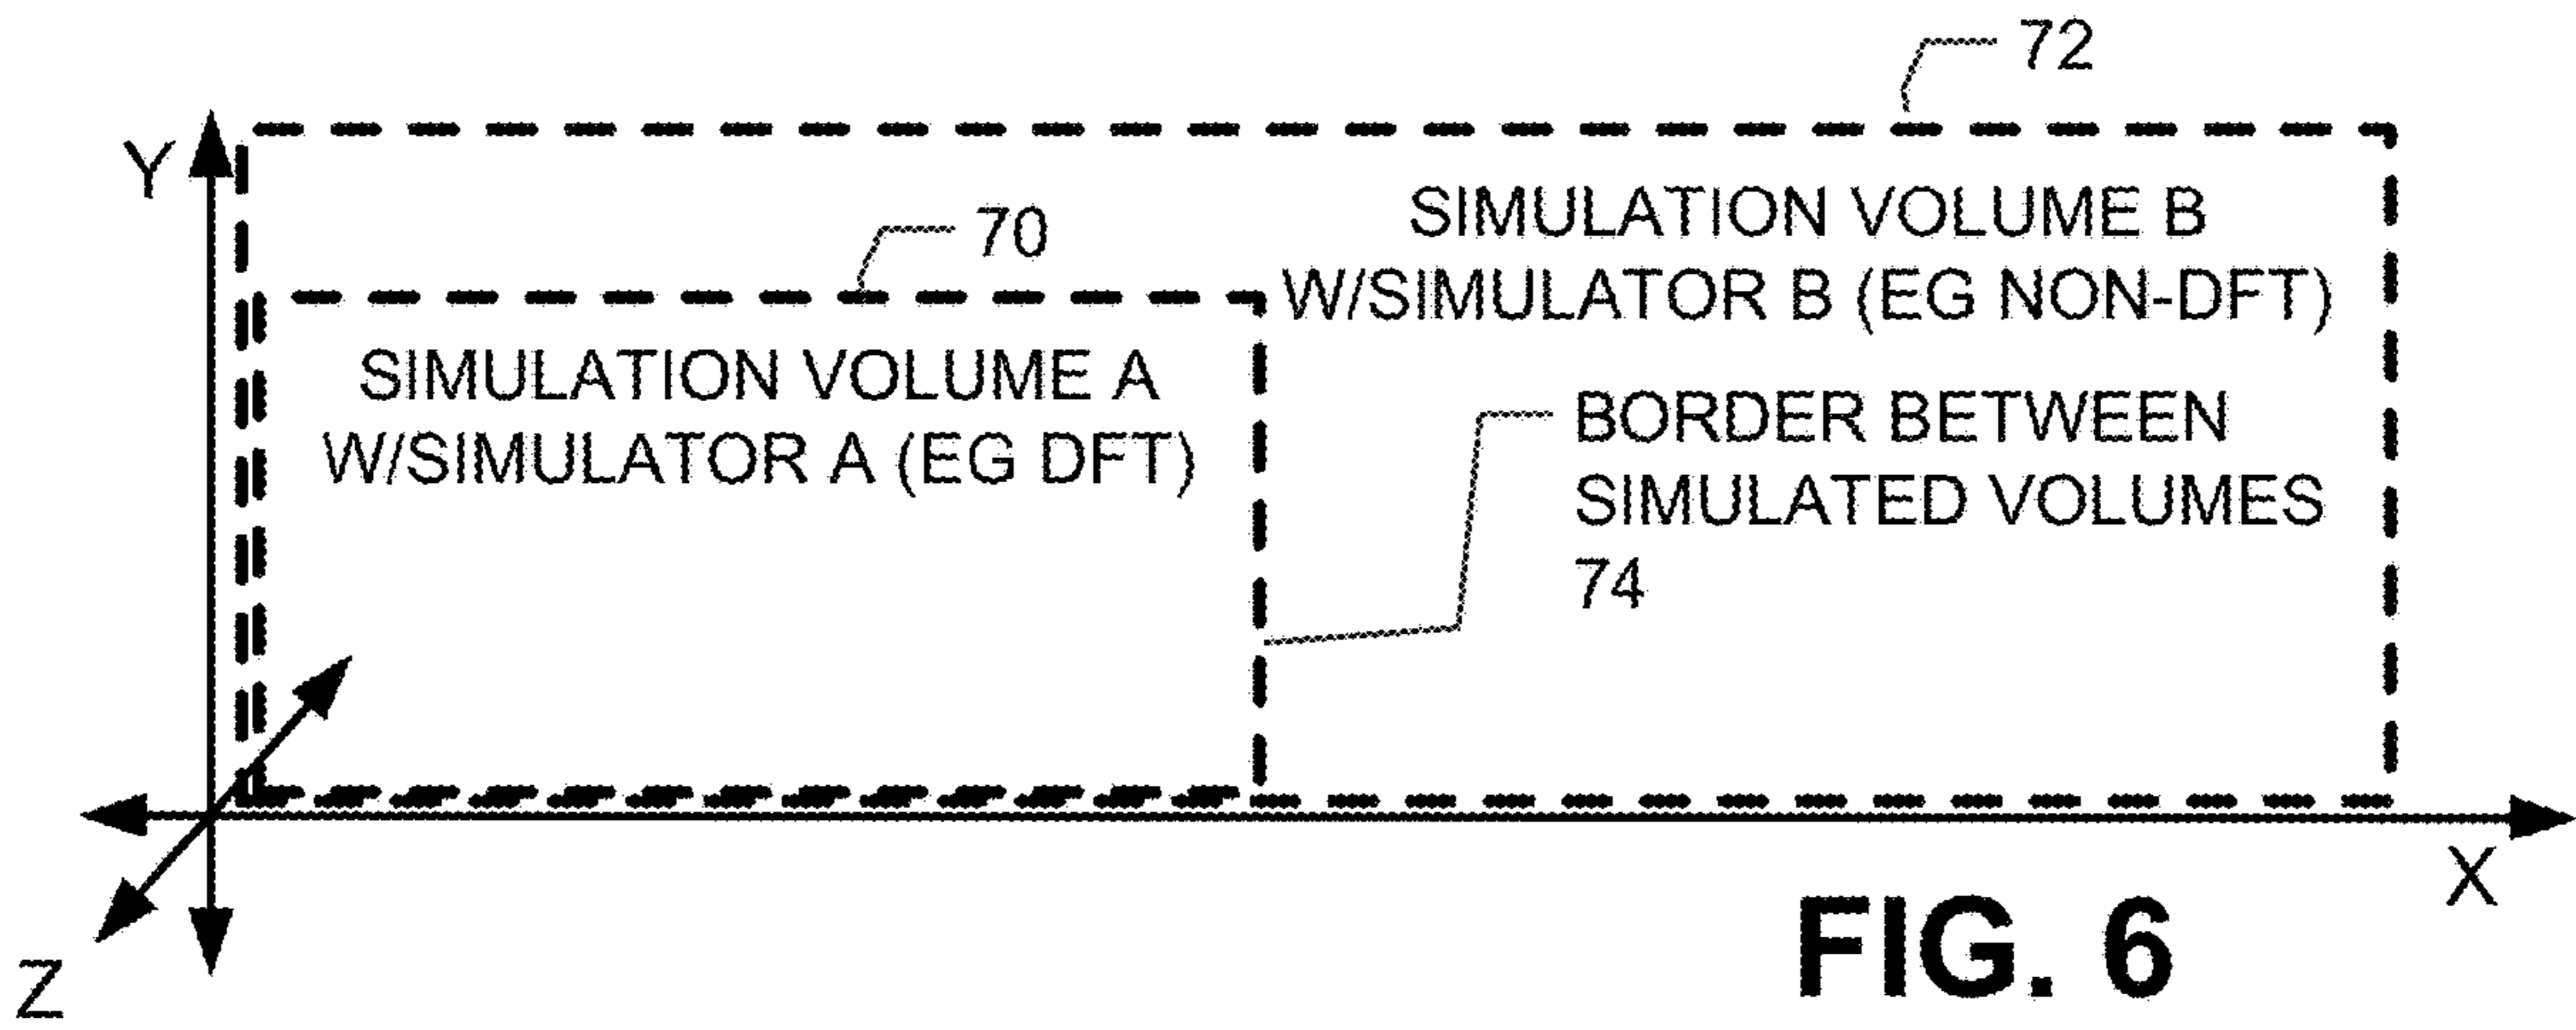 72
Y
SIMULATION VOLUME B
W/SIMULATOR B (EG NON-DFT)
70
SIMULATION VOLUME A
W/SIMULATOR A (EG DFT)
BORDER BETWEEN
SIMULATED VOLUMES
74
X
Z
FIG. 6